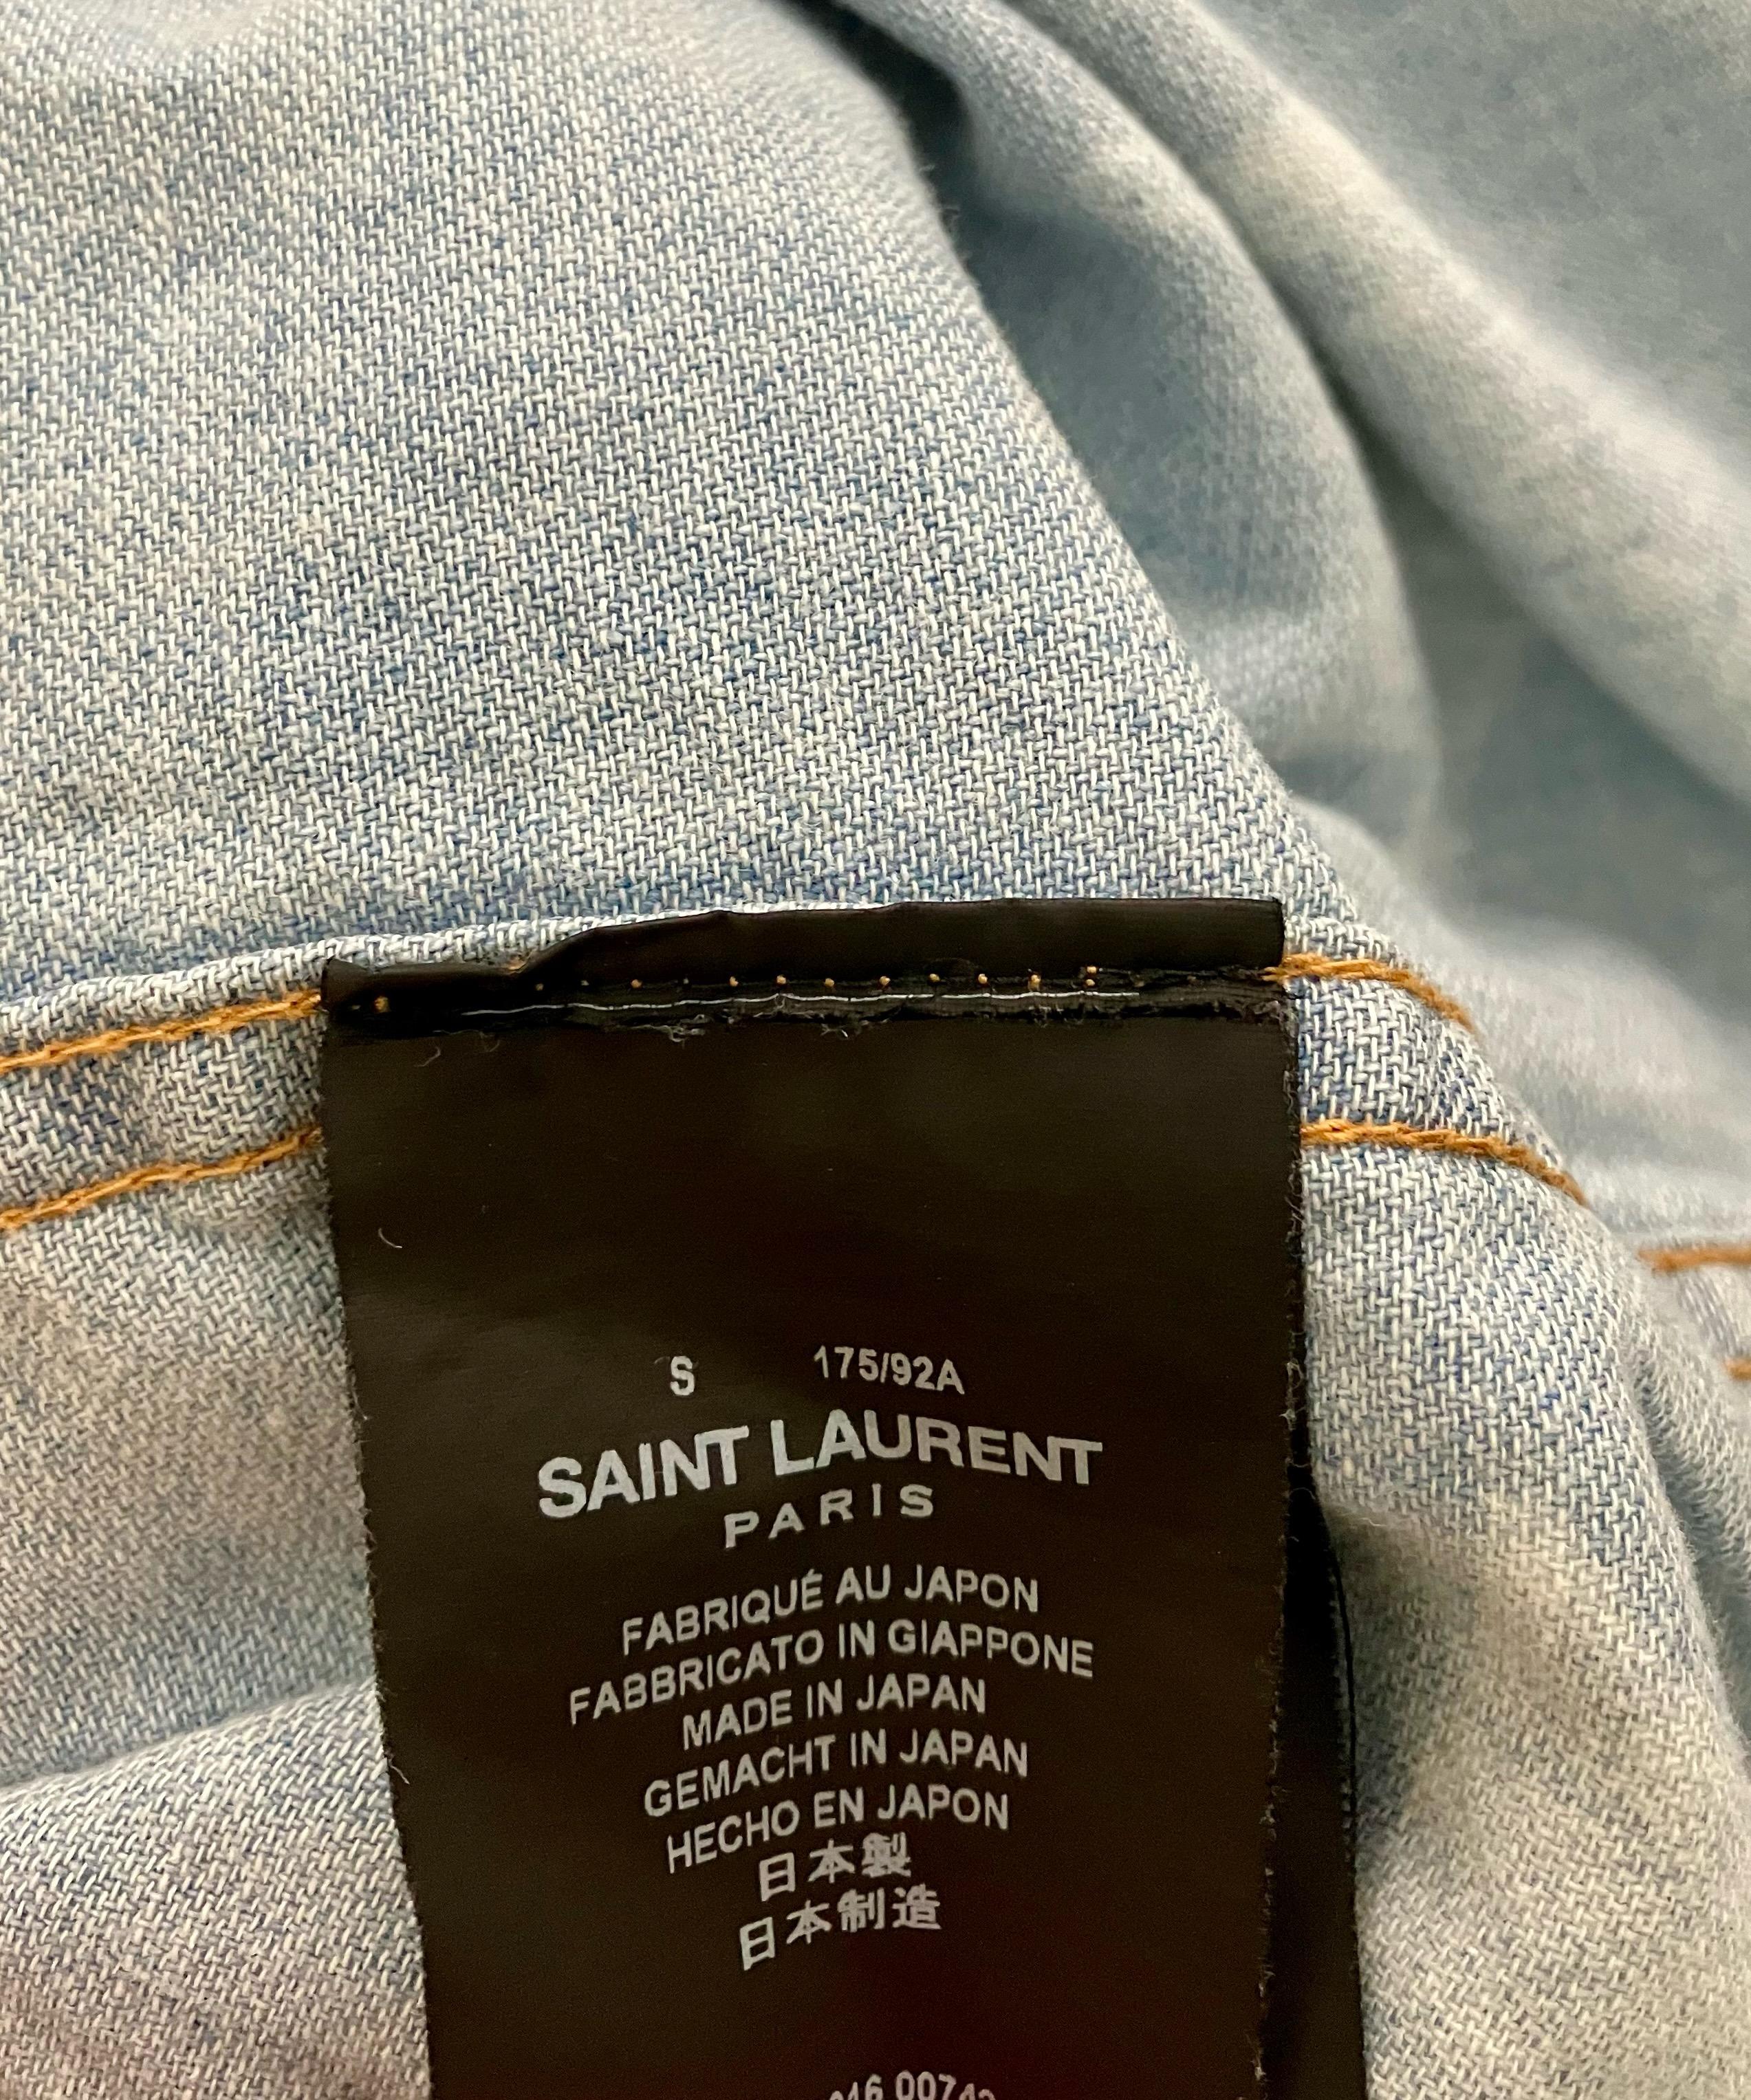 S 175/92A
SAINT LAURENT
PARIS
FABRIQUÉ AU JAPON
FABBRICATO IN GIAPPONE
MADE IN JAPAN
GEMACHT IN JAPAN
HECHO EN JAPON
日本製
日本制造